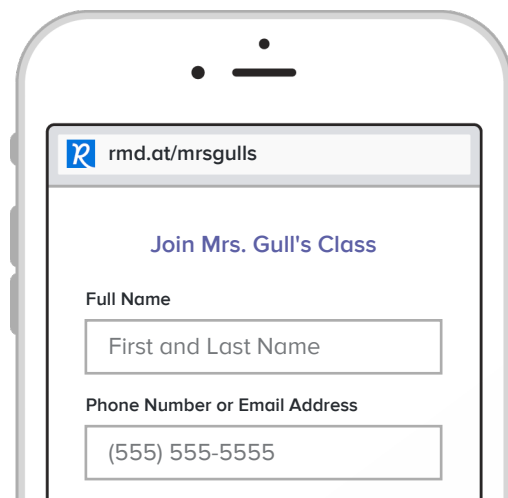 R rmd.at/mrsgulls
Join Mrs. Gull's Class
Full Name
First and Last Name
Phone Number or Email Address
(555) 555-5555